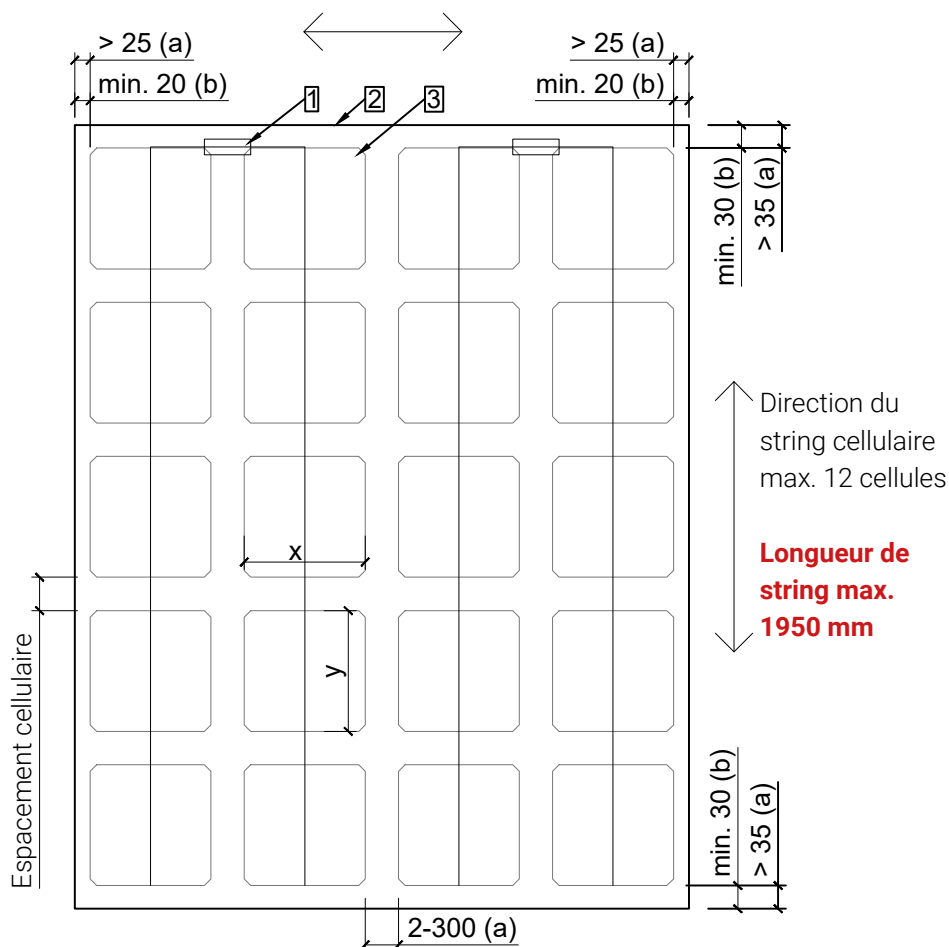 > 25 (a)
> 25 (a)
min. 20 (b)
min. 20 (b)
1
2
3
min. 30 (b)
> 35 (a)
Direction du
string cellulaire
max. 12 cellules
Longueur de
string max.
1950 mm
x
y
Espacement cellulaire
min. 30 (b)
> 35 (a)
2-300 (a)